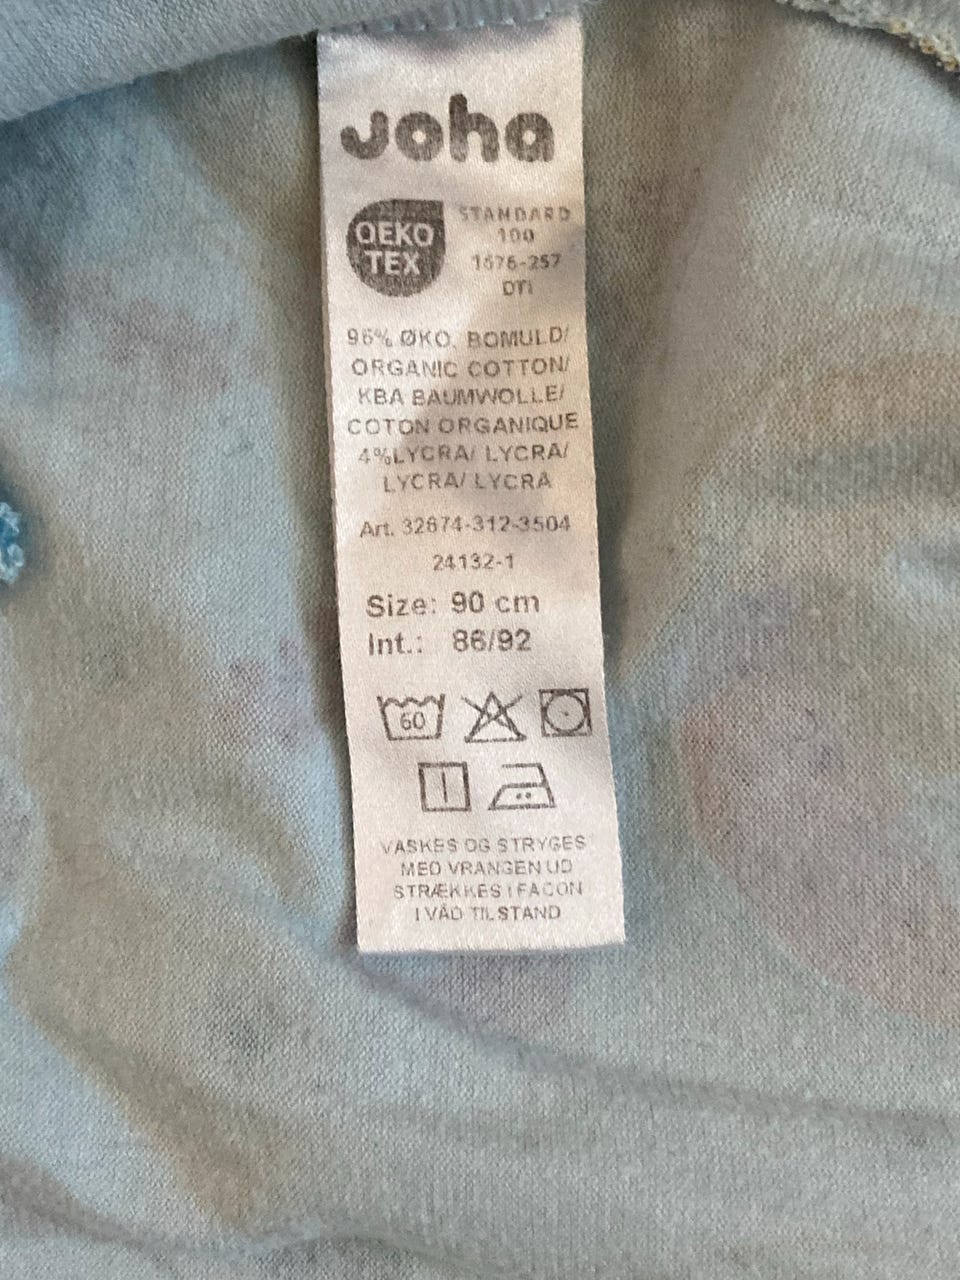 Joha
OEKO
TEX
STANDARD
100
1676-257
DTI
96% ØKO. BOMULD/
ORGANIC COTTON/
KBA BAUMWOLLE/
COTON ORGANIQUE
4%LYCRA/ LYCRA/
LYCRA/ LYCRA
Art. 32874-312-3504
24132-1
Size: 90 cm
Int.: 86/92
60
VASKES OG STRYGES
MED VRANGEN UD
STRÆKKES I FACON
I VÅD TILSTAND